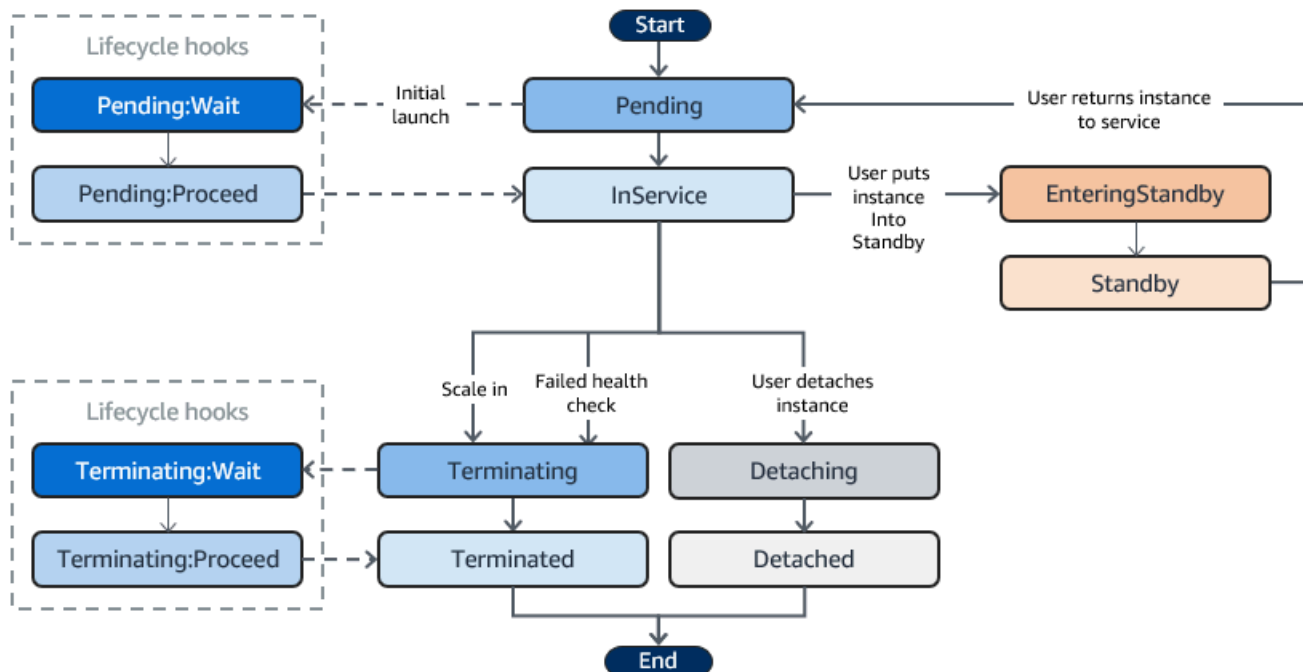 Start
Lifecycle hooks
Pending:Wait
Initial
launch
Pending
User returns instance
to service
Pending:Proceed
InService
User puts
instance
Into
Standby
EnteringStandby
Standby
Scale in
Failed health
check
User detaches
instance
Lifecycle hooks
Terminating:Wait
Terminating
Detaching
Terminating:Proceed
Terminated
Detached
End